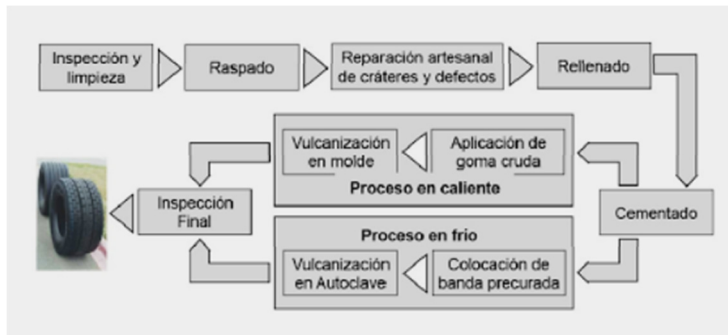 Inspección y
limpieza
Raspado
Reparación artesanal
de cráteres y defectos
Rellenado
Vulcanización
en molde
Aplicación de
goma cruda
Proceso en caliente
Inspección
Final
Cementado
Proceso en frio
Vulcanización
en Autoclave
Colocación de
banda precurada